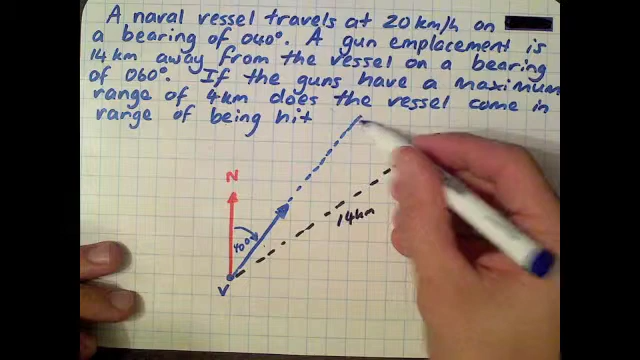 A naval vessel travels at 20 km/h on
a bearing of 040°. A gun emplacement is
14 km away from the vessel on a bearing
of 060°. If the guns have a maximum
range of 4km does the vessel come in
range of being hit
N
40°
14km
V